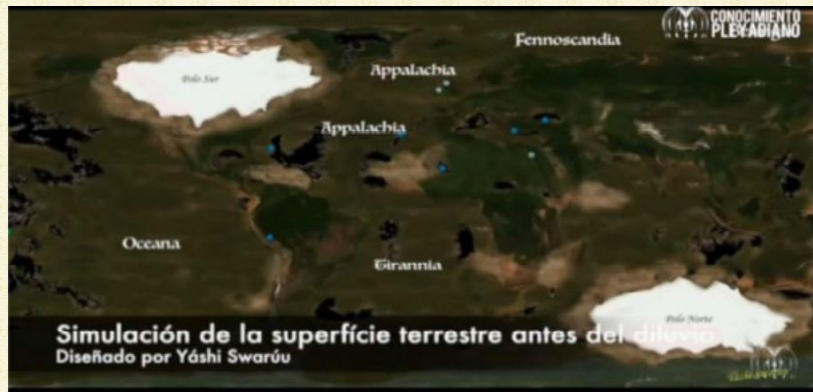 CONOCIMIENTO
PLEYADIANO
Fennoscandia
Polo Sur
Appalachia
Appalachia
Oceana
Tirannia
Polo Norte
Simulación de la superfície terrestre antes del diluvio
Diseñado por Yáshi Swarúu